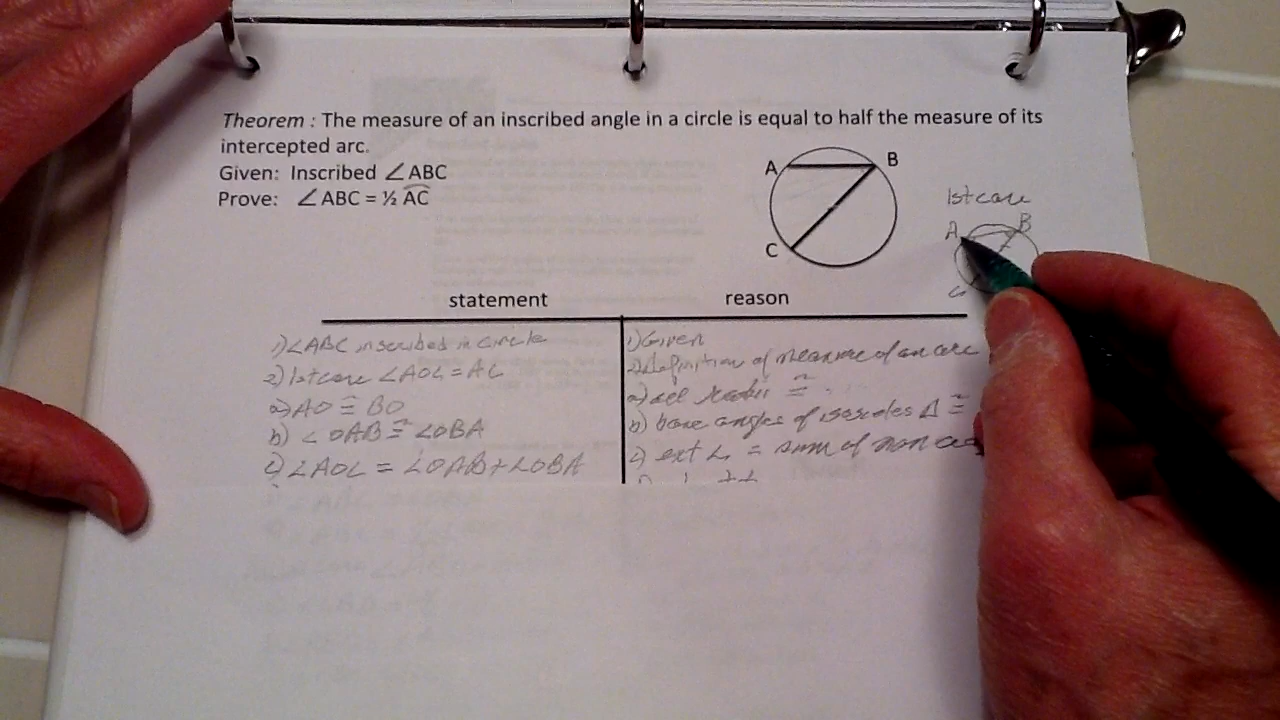 Theorem : The measure of an inscribed angle in a circle is equal to half the measure of its
intercepted arc.
Given: Inscribed ∠ABC
Prove: ∠ABC = ½ AC
A
B
C
1st case
A
B
C
statement
reason
1) ∠ABC inscribed in circle
1) Given
2) 1st case ∠AOC = AC
2) Definition of measure of an arc
a) AO ≅ BO
a) all radii ≅
b) ∠OAB ≅ ∠OBA
b) base angles of isosceles Δ ≅
c) ∠AOC = ∠OAB + ∠OBA
c) ext ∠ = sum of non